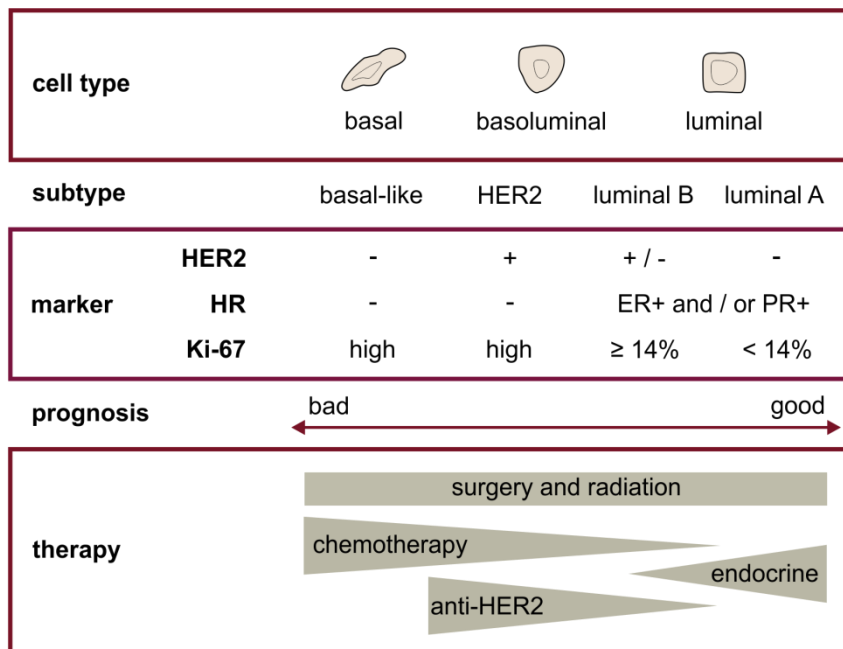 cell type
basal basoluminal luminal
subtype basal-like HER2 luminal B luminal A
HER2 - + + / - -
marker HR - - ER+ and / or PR+
Ki-67 high high ≥ 14% < 14%
prognosis bad good
surgery and radiation
therapy chemotherapy
endocrine
anti-HER2